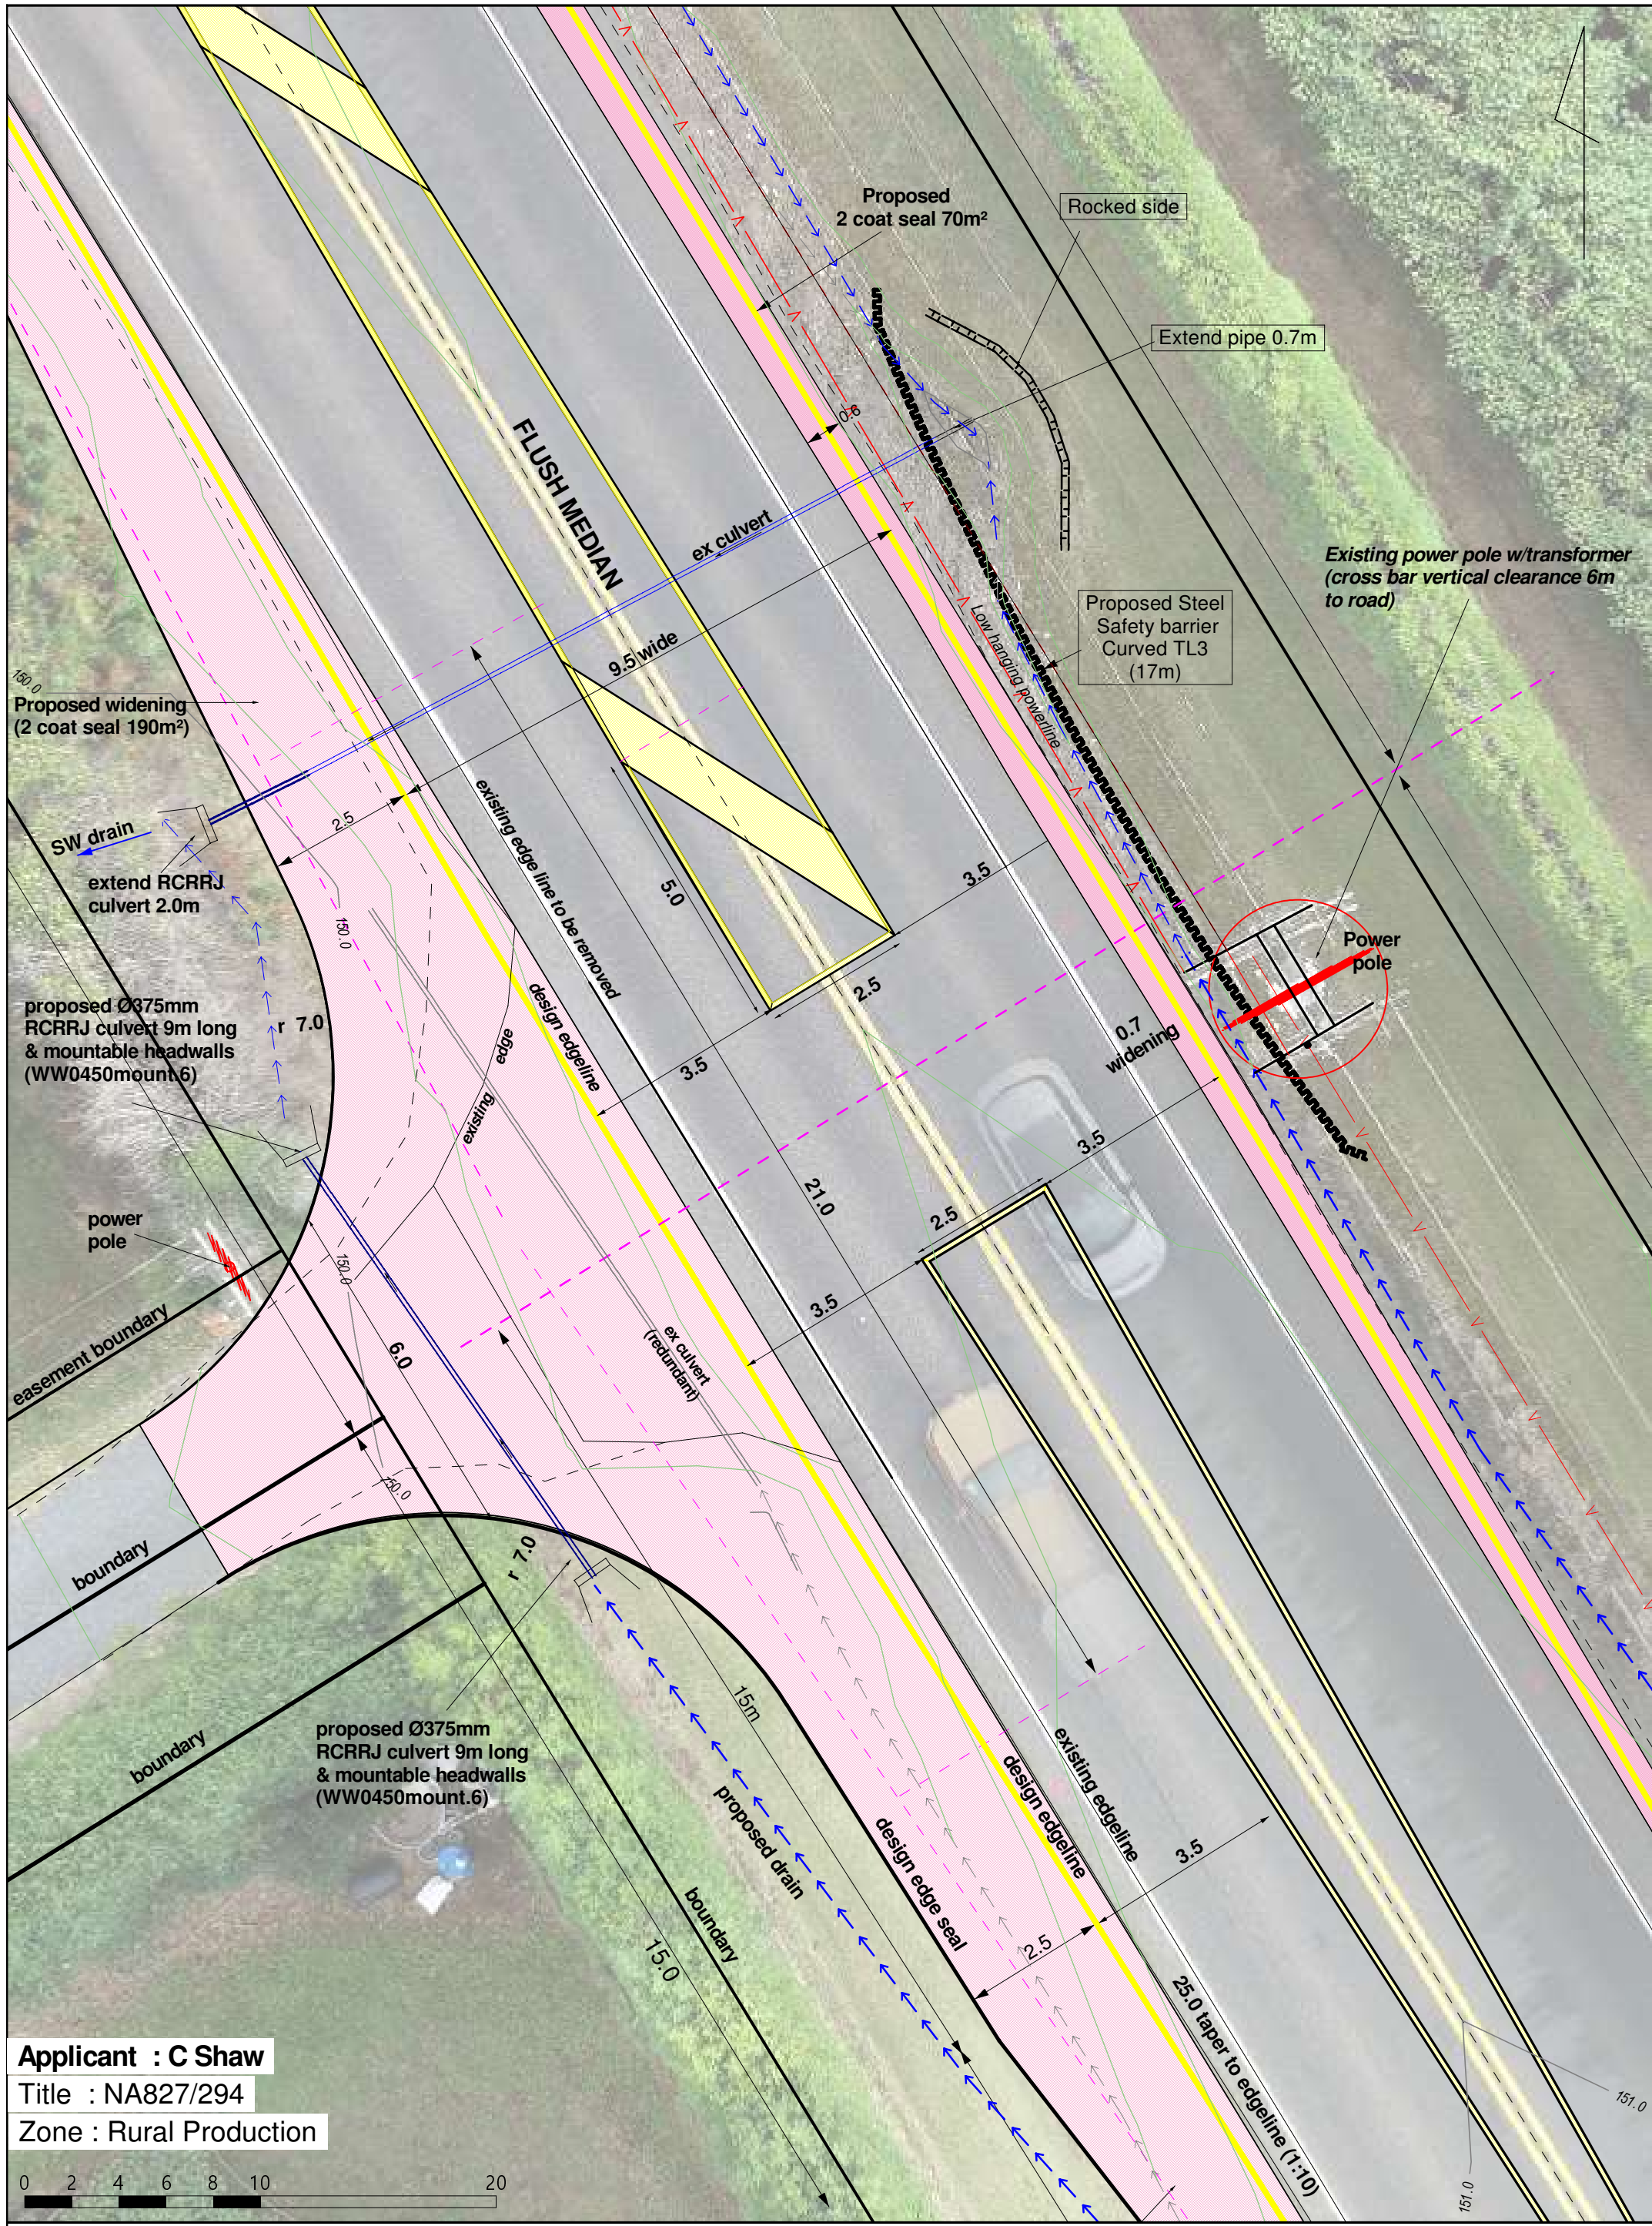 Proposed
2 coat seal 70m²
Rocked side
Extend pipe 0.7m
0.6
FLUSH MEDIAN
ex culvert
9.5 wide
Existing power pole w/transformer
(cross bar vertical clearance 6m
to road)
Proposed Steel
Safety barrier
Curved TL3
(17m)
Low hanging powerline
150.0
Proposed widening
(2 coat seal 190m²)
2.5
SW drain
extend RCRRJ
culvert 2.0m
150.0
existing edge line to be removed
5.0
3.5
2.5
3.5
Power
pole
proposed Ø375mm
RCRRJ culvert 9m long
& mountable headwalls
(WW0450mount.6)
r 7.0
existing edge
design edgeline
0.7
widening
3.5
2.5
3.5
21.0
power
pole
150.0
easement boundary
6.0
ex culvert
(redundant)
150.0
boundary
r 7.0
boundary
proposed Ø375mm
RCRRJ culvert 9m long
& mountable headwalls
(WW0450mount.6)
15m
proposed drain
boundary
15.0
design edge seal
design edgeline
existing edgeline
3.5
2.5
25.0 taper to edgeline (1:10)
151.0
151.0
Applicant : C Shaw
Title : NA827/294
Zone : Rural Production
0 2 4 6 8 10 20